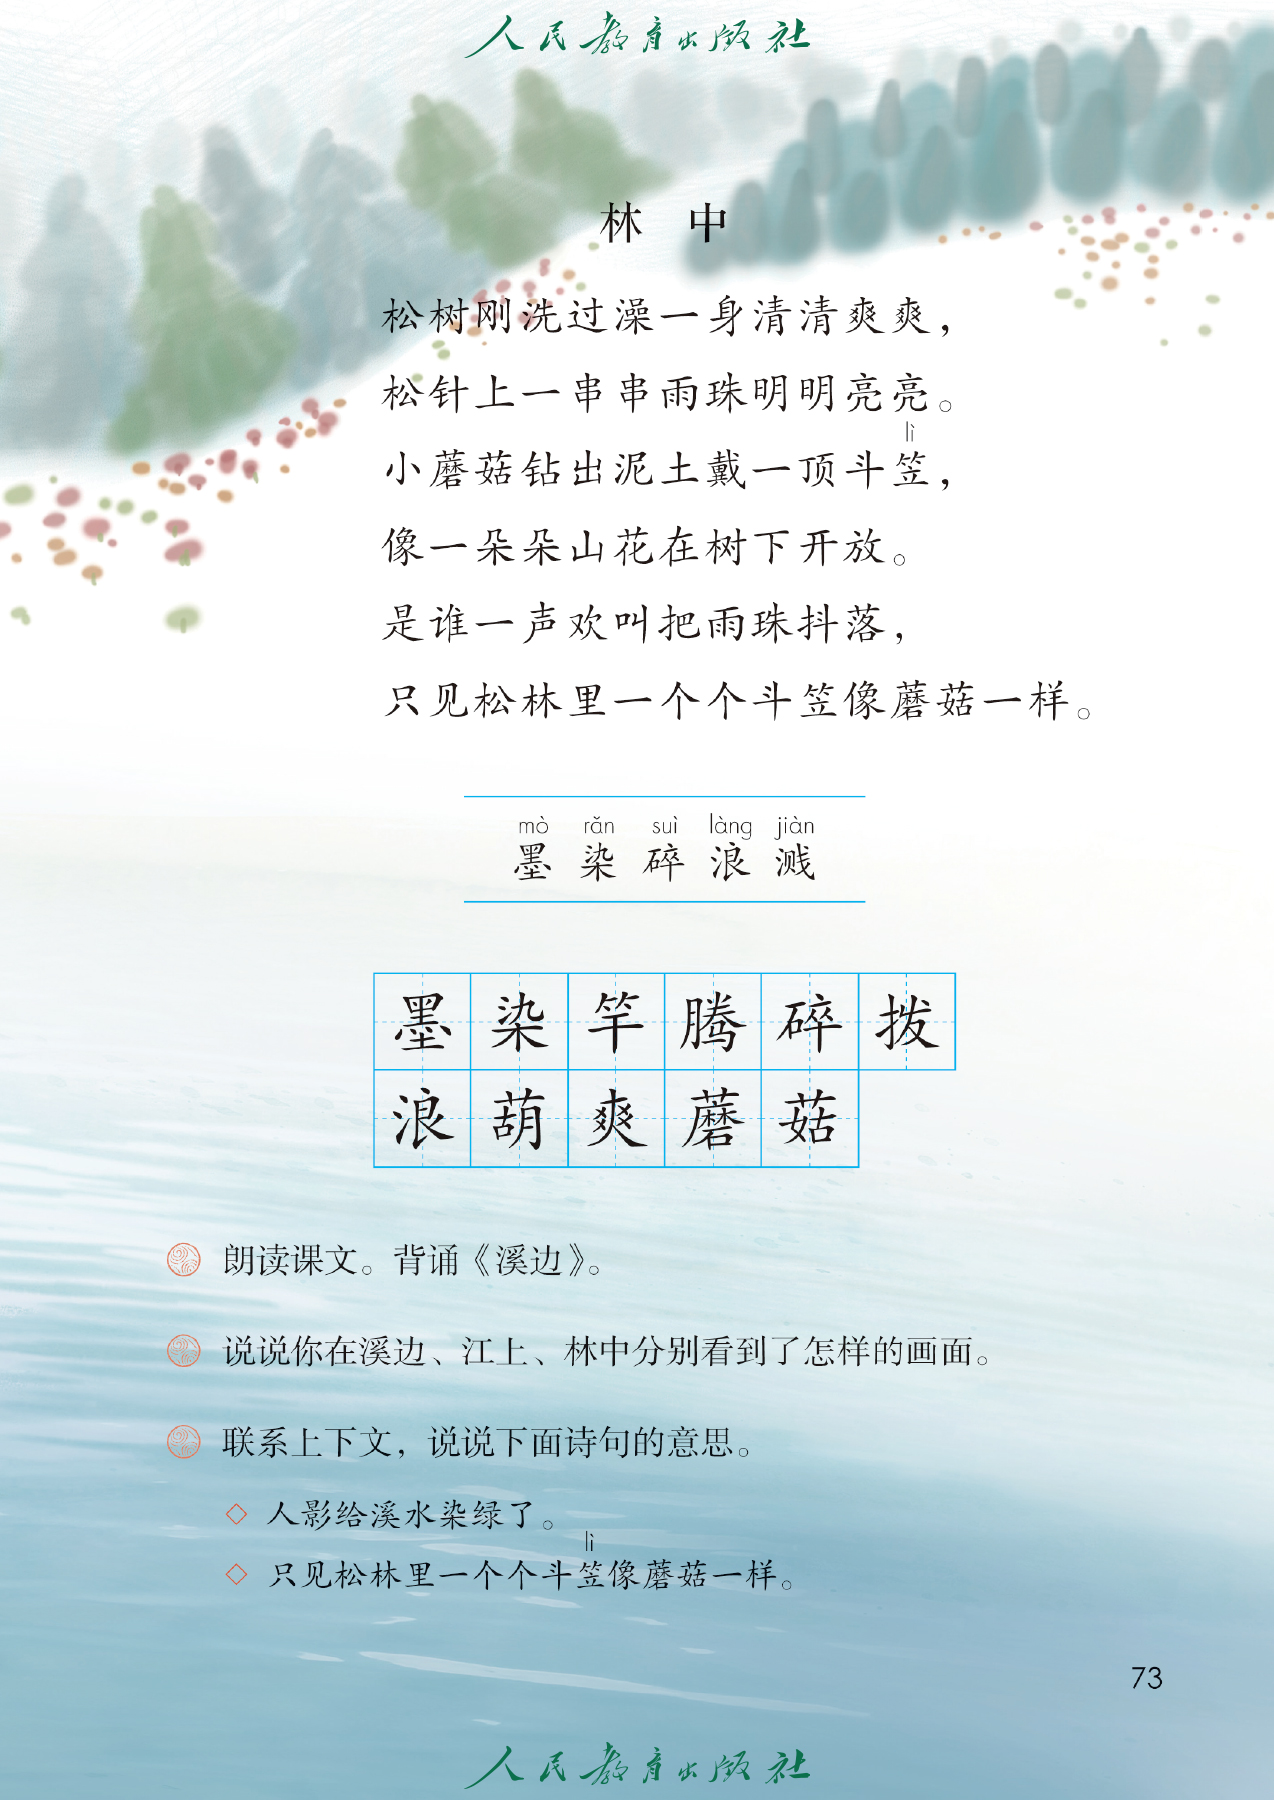 人民教育出版社
林 中
松树刚洗过澡一身清清爽爽，
松针上一串串雨珠明明亮亮。
lì
小蘑菇钻出泥土戴一顶斗笠，
像一朵朵山花在树下开放。
是谁一声欢叫把雨珠抖落，
只见松林里一个个斗笠像蘑菇一样。
mò rǎn suì làng jiàn
墨 染 碎 浪 溅
墨 染 竿 腾 碎 拨
浪 葫 爽 蘑 菇
朗读课文。背诵《溪边》。
说说你在溪边、江上、林中分别看到了怎样的画面。
联系上下文，说说下面诗句的意思。
◇ 人影给溪水染绿了。
lì
◇ 只见松林里一个个斗笠像蘑菇一样。
73
人民教育出版社